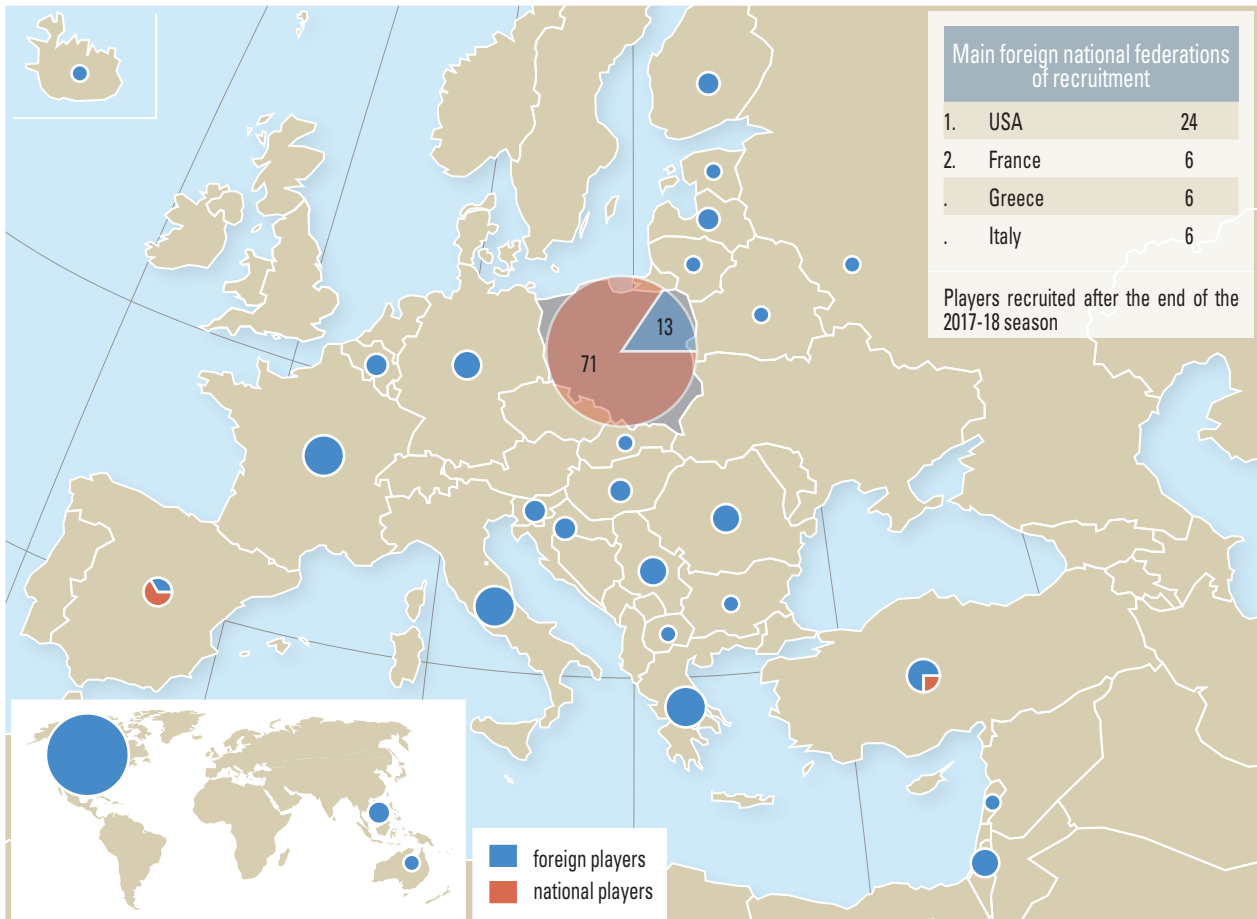 Main foreign national federations
of recruitment
1. USA 24
2. France 6
. Greece 6
. Italy 6
Players recruited after the end of the
2017-18 season
13
71
foreign players
national players